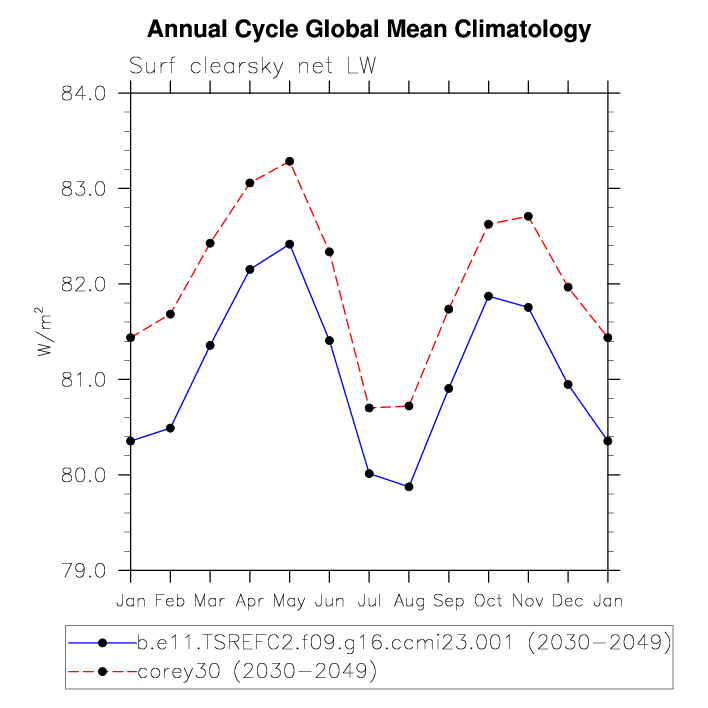 Annual Cycle Global Mean Climatology
Surf clearsky net LW
84.0
83.0
82.0
81.0
80.0
79.0
W/m²
Jan Feb Mar Apr May Jun Jul Aug Sep Oct Nov Dec Jan
b.e11.TSREFC2.f09.g16.ccmi23.001 (2030−2049)
corey30 (2030−2049)